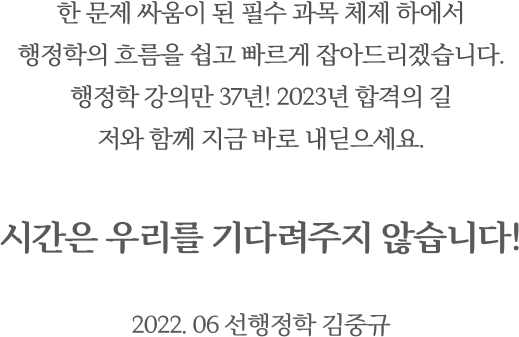 한 문제 싸움이 된 필수 과목 체제 하에서
행정학의 흐름을 쉽고 빠르게 잡아드리겠습니다.
행정학 강의만 37년! 2023년 합격의 길
저와 함께 지금 바로 내딛으세요.
시간은 우리를 기다려주지 않습니다!
2022. 06 선행정학 김중규